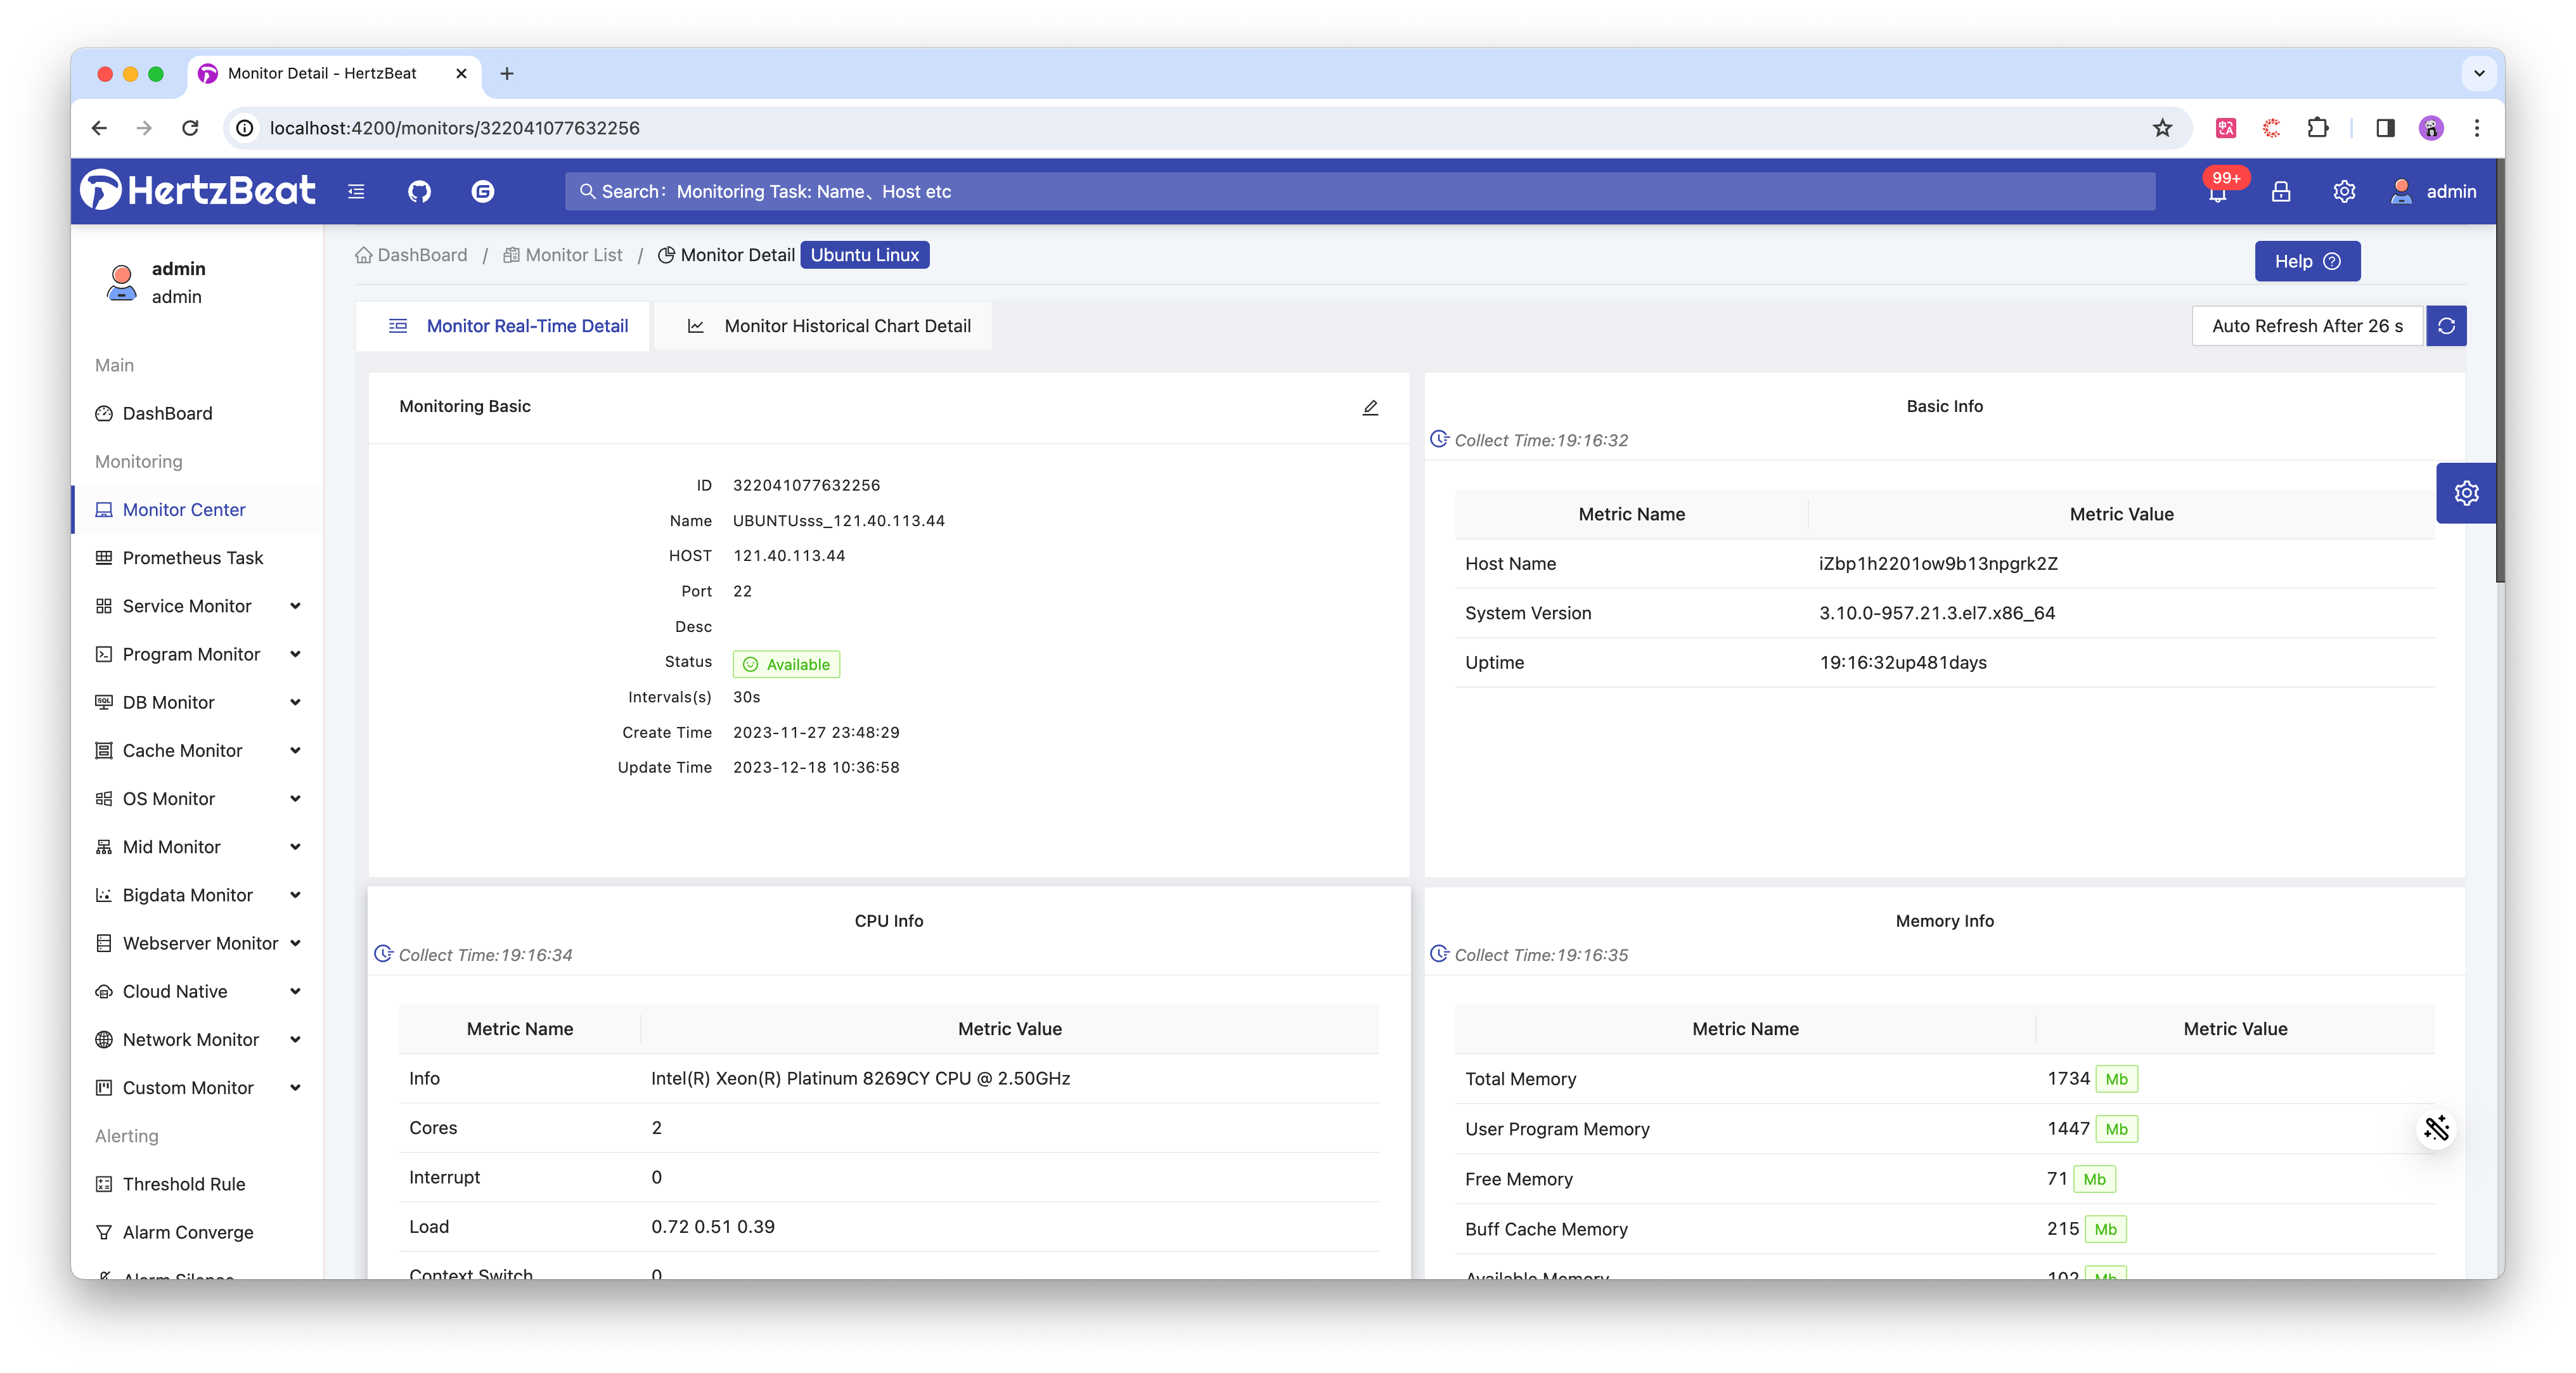 Monitor Detail - HertzBeat
localhost:4200/monitors/322041077632256
HertzBeat
Search：Monitoring Task: Name、Host etc
99+
admin
admin
admin
Main
DashBoard
Monitoring
Monitor Center
Prometheus Task
Service Monitor
Program Monitor
DB Monitor
Cache Monitor
OS Monitor
Mid Monitor
Bigdata Monitor
Webserver Monitor
Cloud Native
Network Monitor
Custom Monitor
Alerting
Threshold Rule
Alarm Converge
Alarm Silence
DashBoard / Monitor List / Monitor Detail Ubuntu Linux
Help
Monitor Real-Time Detail
Monitor Historical Chart Detail
Auto Refresh After 26 s
Monitoring Basic
ID 322041077632256
Name UBUNTUsss_121.40.113.44
HOST 121.40.113.44
Port 22
Desc
Status Available
Intervals(s) 30s
Create Time 2023-11-27 23:48:29
Update Time 2023-12-18 10:36:58
Basic Info
Collect Time:19:16:32
Metric Name Metric Value
Host Name iZbp1h2201ow9b13npgrk2Z
System Version 3.10.0-957.21.3.el7.x86_64
Uptime 19:16:32up481days
CPU Info
Collect Time:19:16:34
Metric Name Metric Value
Info Intel(R) Xeon(R) Platinum 8269CY CPU @ 2.50GHz
Cores 2
Interrupt 0
Load 0.72 0.51 0.39
Context Switch 0
Memory Info
Collect Time:19:16:35
Metric Name Metric Value
Total Memory 1734 Mb
User Program Memory 1447 Mb
Free Memory 71 Mb
Buff Cache Memory 215 Mb
Available Memory 102 Mb